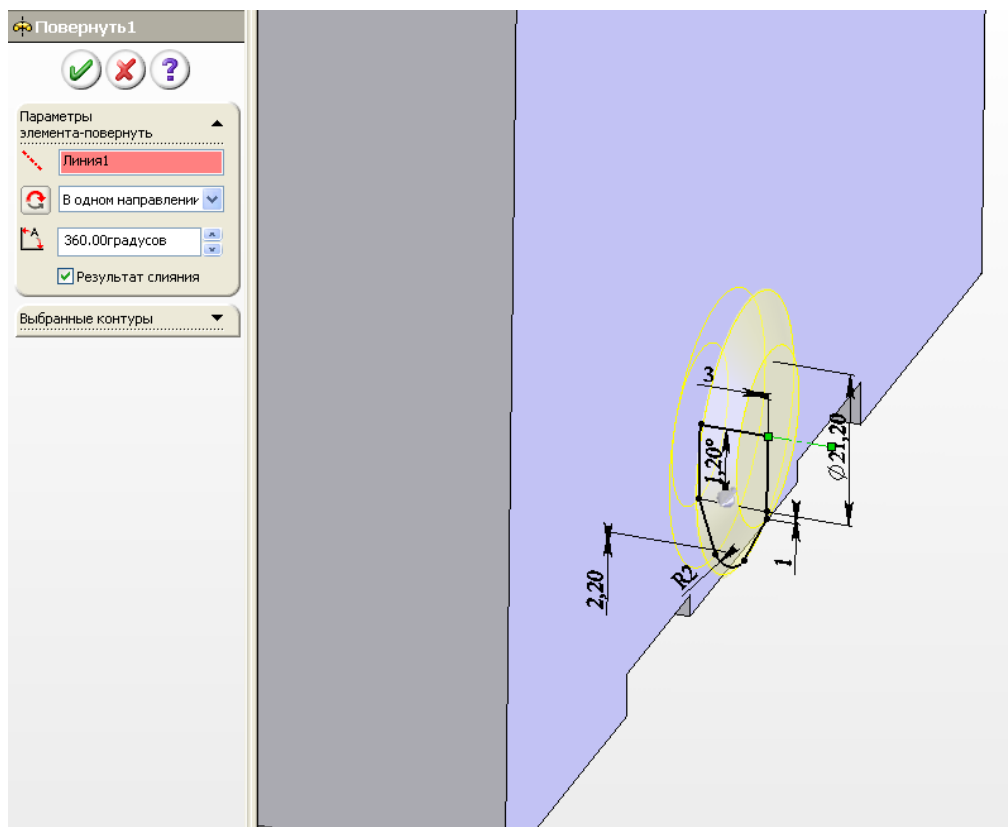 Повернуть1
?
Параметры
элемента-повернуть
Линия1
В одном направлении
A
360.00градусов
Результат слияния
Выбранные контуры
3
1,20°
⌀21,20
1
R2
2,20